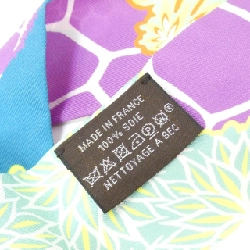 MADE IN FRANCE
100% SOIE
NETTOYAGE A SEC